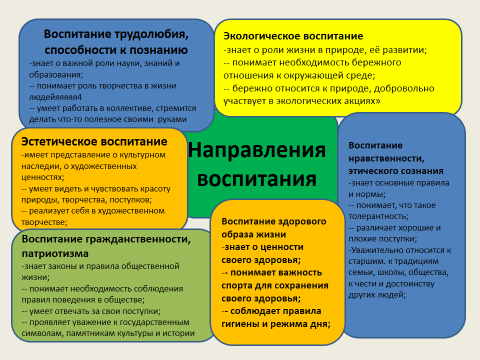 Воспитание трудолюбия,
способности к познанию
-знает о важной роли науки, знаний и
образования;
-- понимает роль творчества в жизни
людейяяяяя4
-- умеет работать в коллективе, стремится
делать что-то полезное своими руками
Экологическое воспитание
-знает о роли жизни в природе, её развитии;
-- понимает необходимость бережного
отношения к окружающей среде;
-- бережно относится к природе, добровольно
участвует в экологических акциях»
Эстетическое воспитание
-имеет представление о культурном
наследии, о художественных
ценностях;
-- умеет видеть и чувствовать красоту
природы, творчества, поступков;
-- реализует себя в художественном
творчестве;
Направления
воспитания
Воспитание
нравственности,
этического сознания
-знает основные правила
и нормы;
-- понимает, что такое
толерантность;
-- различает хорошие и
плохие поступки;
-Уважительно относится к
старшим. к традициям
семьи, школы, общества,
к чести и достоинству
других людей;
Воспитание гражданственности,
патриотизма
-знает законы и правила общественной
жизни;
-- понимает необходимость соблюдения
правил поведения в обществе;
-- умеет отвечать за свои поступки;
-- проявляет уважение к государственным
символам, памятникам культуры и истории
Воспитание здорового
образа жизни
-знает о ценности
своего здоровья;
-- понимает важность
спорта для сохранения
своего здоровья;
-- соблюдает правила
гигиены и режима дня;